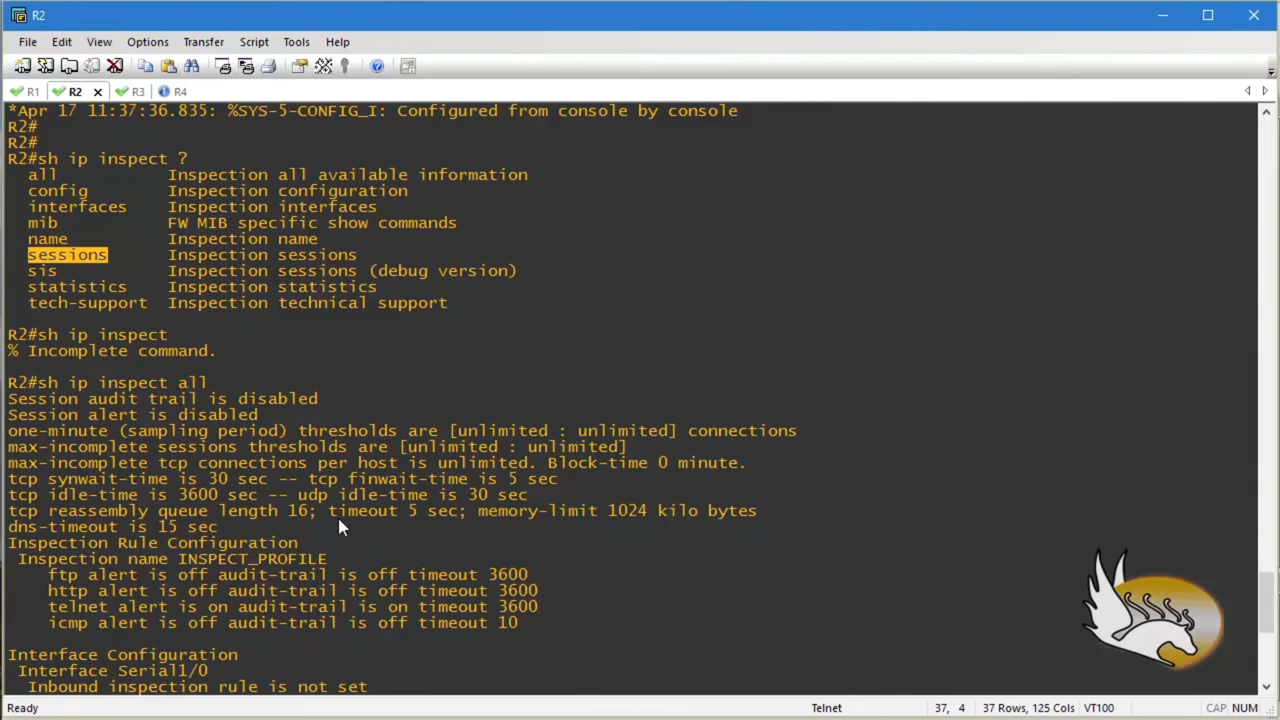 R2
File Edit View Options Transfer Script Tools Help
R1 R2 R3 R4
*Apr 17 11:37:36.835: %SYS-5-CONFIG_I: Configured from console by console
R2#
R2#
R2#sh ip inspect ?
all Inspection all available information
config Inspection configuration
interfaces Inspection interfaces
mib FW MIB specific show commands
name Inspection name
sessions Inspection sessions
sis Inspection sessions (debug version)
statistics Inspection statistics
tech-support Inspection technical support
R2#sh ip inspect
% Incomplete command.
R2#sh ip inspect all
Session audit trail is disabled
Session alert is disabled
one-minute (sampling period) thresholds are [unlimited : unlimited] connections
max-incomplete sessions thresholds are [unlimited : unlimited]
max-incomplete tcp connections per host is unlimited. Block-time 0 minute.
tcp synwait-time is 30 sec -- tcp finwait-time is 5 sec
tcp idle-time is 3600 sec -- udp idle-time is 30 sec
tcp reassembly queue length 16; timeout 5 sec; memory-limit 1024 kilo bytes
dns-timeout is 15 sec
Inspection Rule Configuration
Inspection name INSPECT_PROFILE
ftp alert is off audit-trail is off timeout 3600
http alert is off audit-trail is off timeout 3600
telnet alert is on audit-trail is on timeout 3600
icmp alert is off audit-trail is off timeout 10
Interface Configuration
Interface Serial1/0
Inbound inspection rule is not set
Ready Telnet 37, 4 37 Rows, 125 Cols VT100 CAP NUM